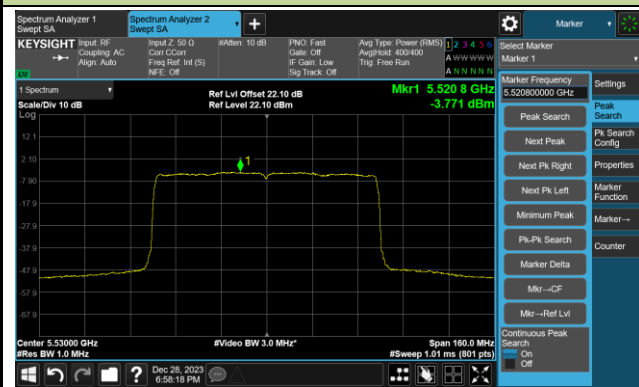 Spectrum Analyzer 1
Swept SA
Spectrum Analyzer 2
Swept SA
+
Marker
KEYSIGHT
Input: RF
Coupling: AC
Align: Auto
Input Z: 50 Ω
Corr CCorr
Freq Ref: Int (S)
NFE: Off
#Atten: 10 dB
PNO: Fast
Gate: Off
IF Gain: Low
Sig Track: Off
Avg Type: Power (RMS)
Avg|Hold: 400/400
Trig: Free Run
1 2 3 4 5 6
A W W W W W
A N N N N N
Select Marker
Marker 1
1 Spectrum
Scale/Div 10 dB
Log
Ref Lvl Offset 22.10 dB
Ref Level 22.10 dBm
Mkr1 5.520 8 GHz
-3.771 dBm
12.1
2.10
-7.90
-17.9
-27.9
-37.9
-47.9
-57.9
-67.9
1
Center 5.53000 GHz
#Res BW 1.0 MHz
#Video BW 3.0 MHz*
Span 160.0 MHz
#Sweep 1.01 ms (801 pts)
Marker Frequency
5.520800000 GHz
Peak Search
Next Peak
Next Pk Right
Next Pk Left
Minimum Peak
Pk-Pk Search
Marker Delta
Mkr→CF
Mkr→Ref Lvl
Continuous Peak
Search
On
Off
Settings
Peak
Search
Pk Search
Config
Properties
Marker
Function
Marker→
Counter
?
Dec 28, 2023
6:58:18 PM